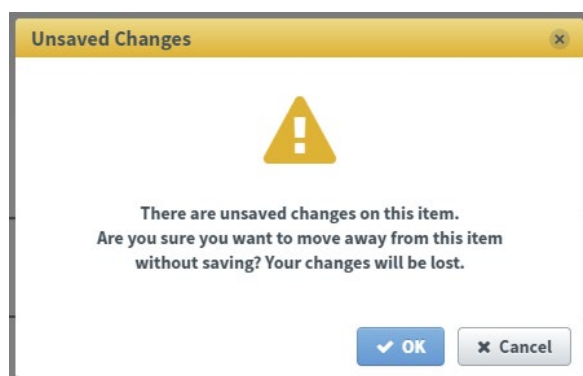 Unsaved Changes
There are unsaved changes on this item.
Are you sure you want to move away from this item
without saving? Your changes will be lost.
OK
Cancel